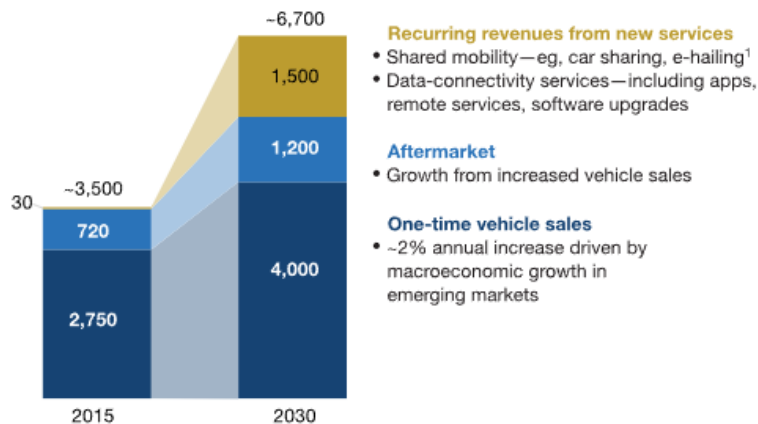 ~6,700
1,500
1,200
4,000
~3,500
30
720
2,750
2015
2030
Recurring revenues from new services
• Shared mobility—eg, car sharing, e-hailing¹
• Data-connectivity services—including apps,
remote services, software upgrades
Aftermarket
• Growth from increased vehicle sales
One-time vehicle sales
• ~2% annual increase driven by
macroeconomic growth in
emerging markets